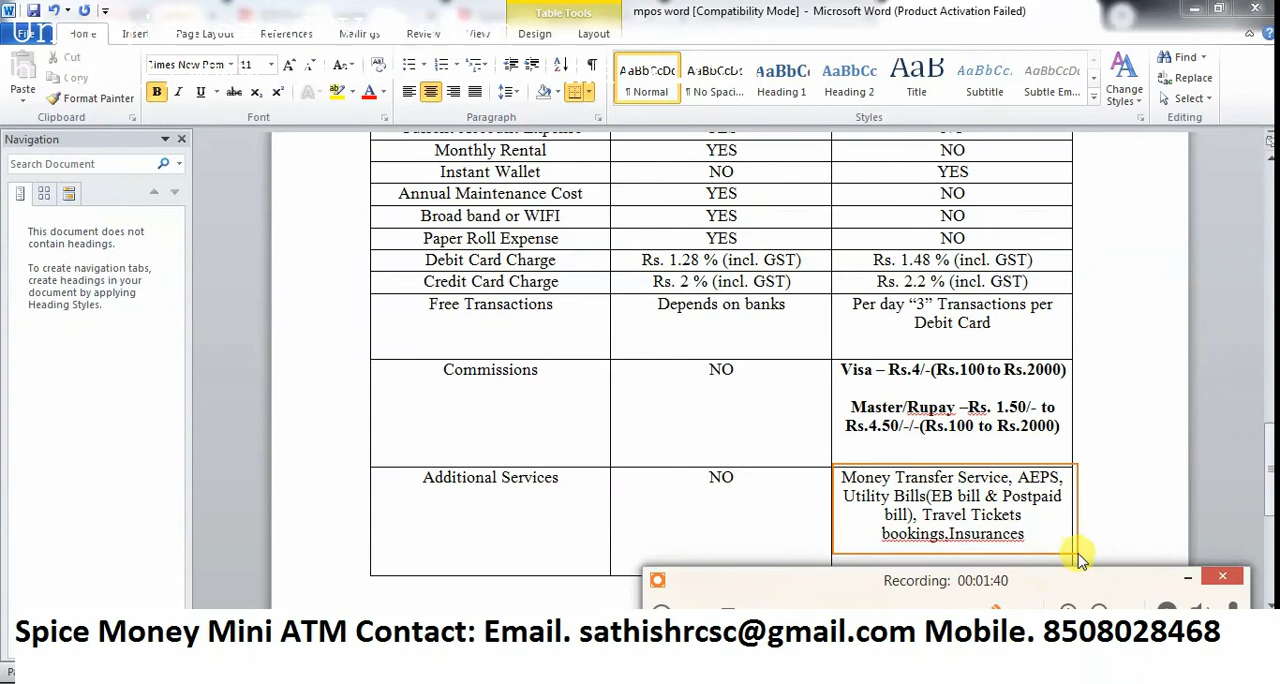 mpos word [Compatibility Mode] - Microsoft Word (Product Activation Failed)
Table Tools
File Home Insert Page Layout References Mailings Review View Design Layout
Un
Paste
Cut
Copy
Format Painter
Clipboard
Times New Rom 11
Font
Paragraph
AaBbCcDc AaBbCcDc AaBbCc AaBbCc AaB AaBbCc. AaBbCcDc
¶ Normal ¶ No Spaci... Heading 1 Heading 2 Title Subtitle Subtle Em...
Change
Styles
Styles
Find
Replace
Select
Editing
Navigation
Search Document
This document does not
contain headings.
To create navigation tabs,
create headings in your
document by applying
Heading Styles.
Monthly Rental YES NO
Instant Wallet NO YES
Annual Maintenance Cost YES NO
Broad band or WIFI YES NO
Paper Roll Expense YES NO
Debit Card Charge Rs. 1.28 % (incl. GST) Rs. 1.48 % (incl. GST)
Credit Card Charge Rs. 2 % (incl. GST) Rs. 2.2 % (incl. GST)
Free Transactions Depends on banks Per day “3” Transactions per
Debit Card
Commissions NO Visa – Rs.4/-(Rs.100 to Rs.2000)
Master/Rupay –Rs. 1.50/- to
Rs.4.50/-/-(Rs.100 to Rs.2000)
Additional Services NO Money Transfer Service, AEPS,
Utility Bills(EB bill & Postpaid
bill), Travel Tickets
bookings,Insurances
Recording: 00:01:40
Spice Money Mini ATM Contact: Email. sathishrcsc@gmail.com Mobile. 8508028468